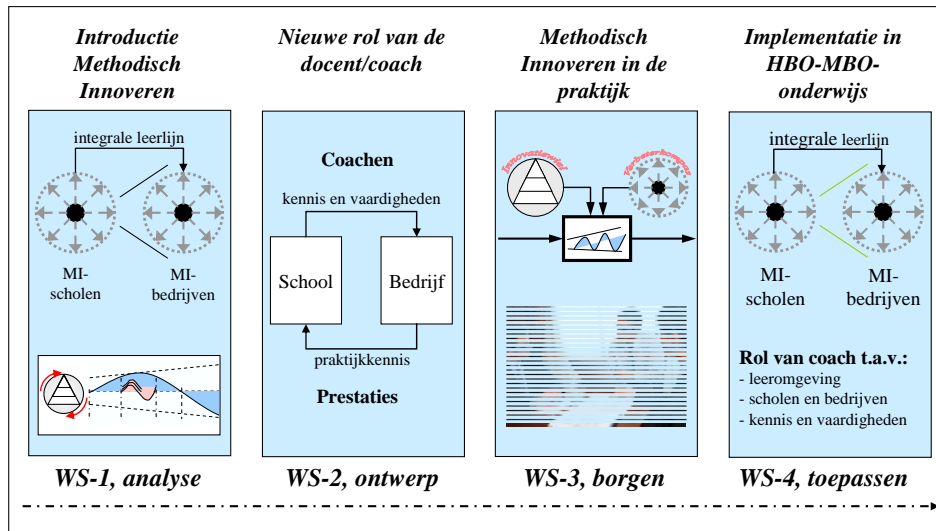 Introductie
Methodisch
Innoveren
integrale leerlijn
MI-
scholen
MI-
bedrijven
WS-1, analyse
Nieuwe rol van de
docent/coach
Coachen
kennis en vaardigheden
School
Bedrijf
praktijkkennis
Prestaties
WS-2, ontwerp
Methodisch
Innoveren in de
praktijk
Innovatiewiel
Verbeterkompas
WS-3, borgen
Implementatie in
HBO-MBO-
onderwijs
integrale leerlijn
MI-
scholen
MI-
bedrijven
Rol van coach t.a.v.:
- leeromgeving
- scholen en bedrijven
- kennis en vaardigheden
WS-4, toepassen